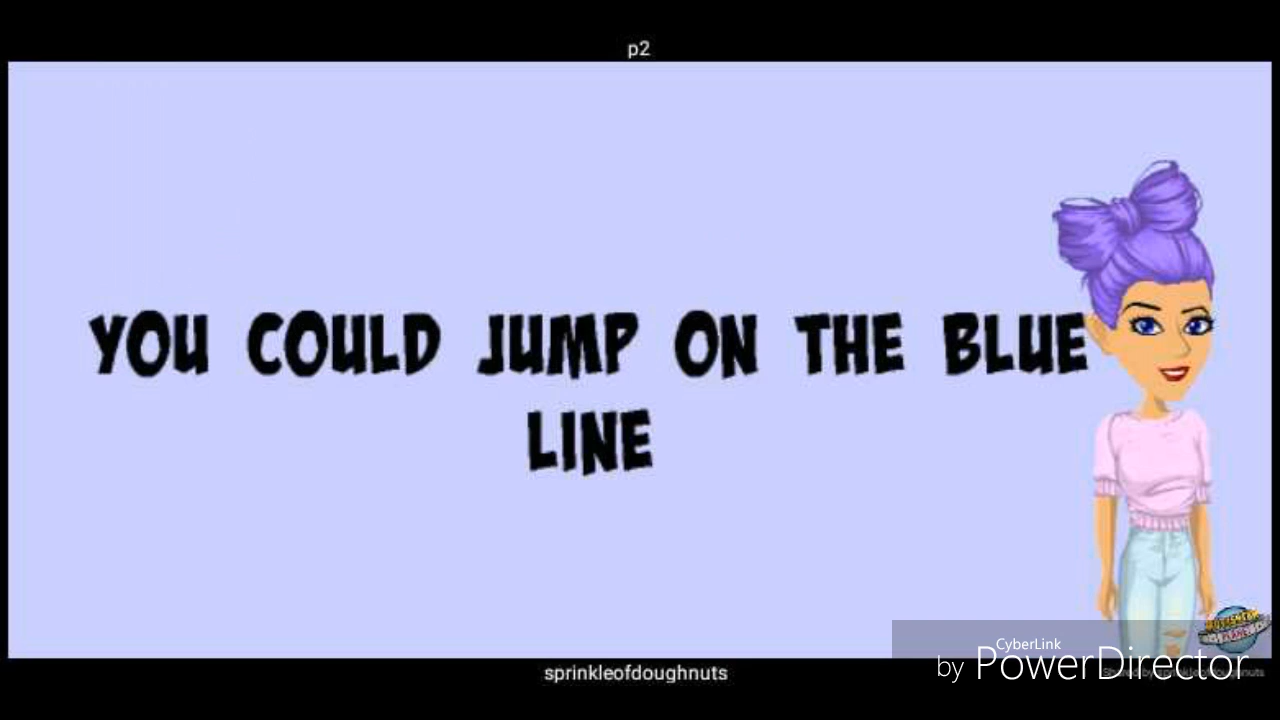 p2
YOU COULD JUMP ON THE BLUE
LINE
sprinkleofdoughnuts
CyberLink
by PowerDirector